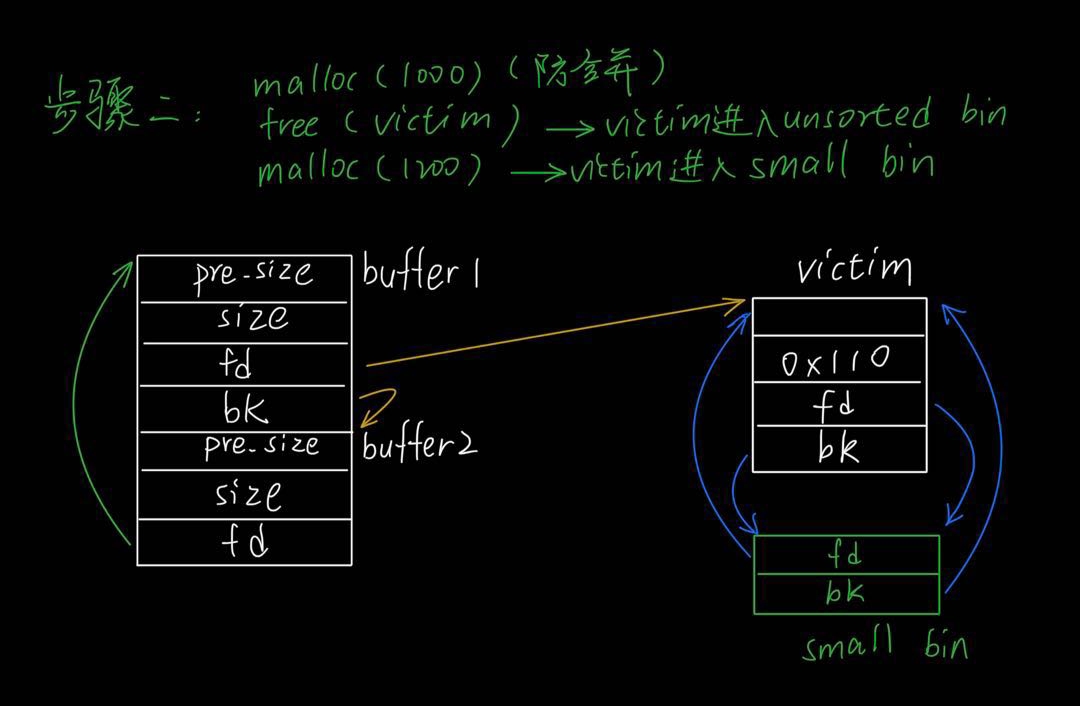 步骤二:
malloc(1000)(防合并)
free(victim) →victim进入unsorted bin
malloc(1200) →victim进入small bin
pre-size
buffer1
size
fd
bk
pre-size
buffer2
size
fd
victim
0x110
fd
bk
fd
bk
small bin